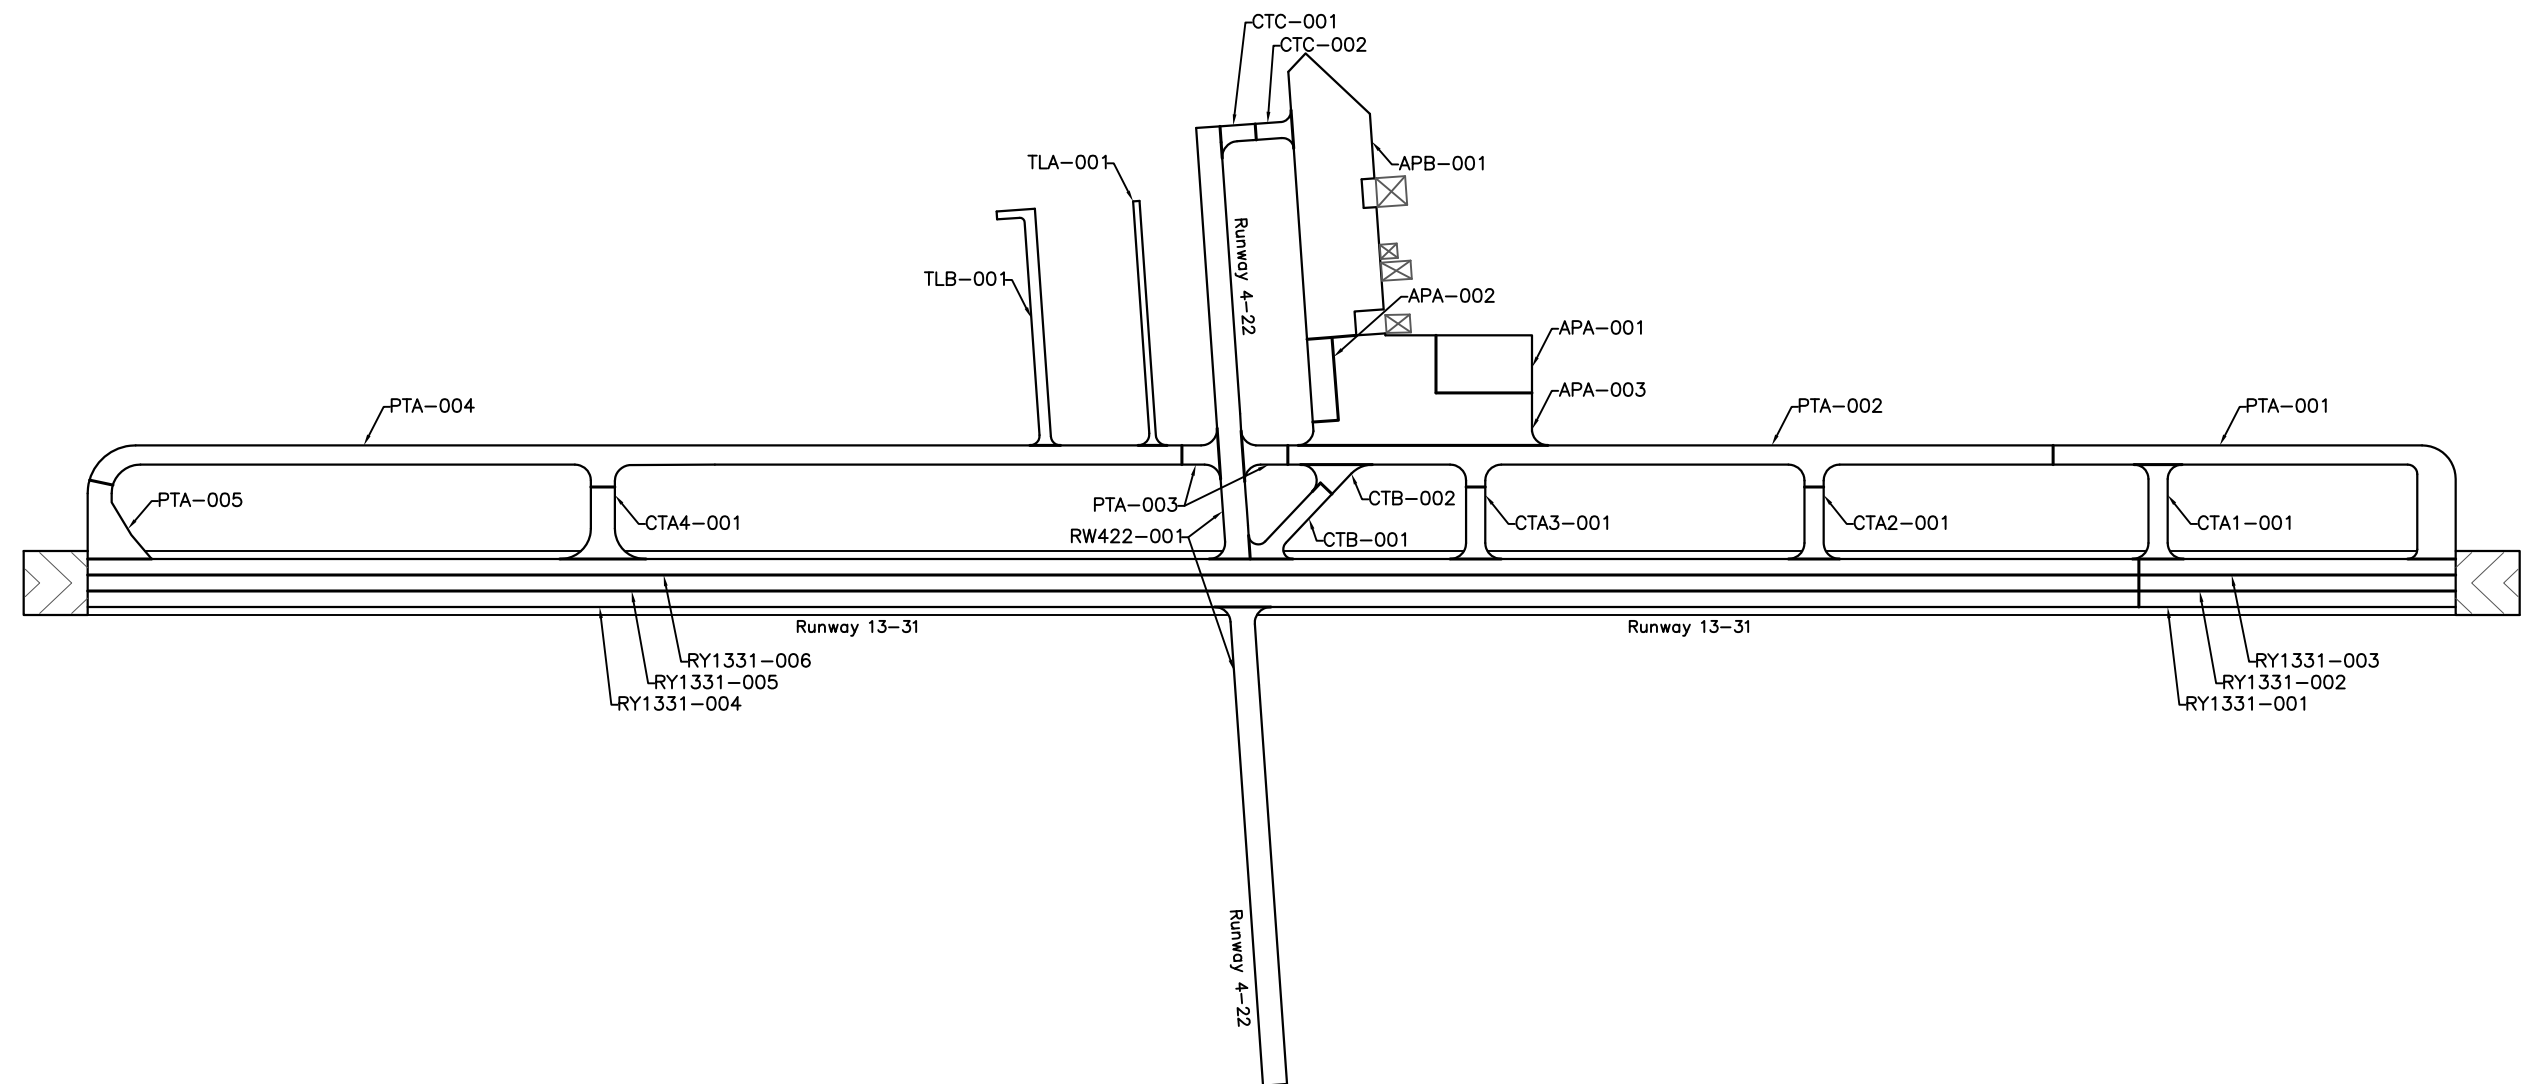 CTC-001
CTC-002
TLA-001
APB-001
Runway 4-22
TLB-001
APA-002
APA-001
APA-003
PTA-004
PTA-002
PTA-001
PTA-005
CTB-002
PTA-003
CTA4-001
CTA3-001
CTA2-001
CTA1-001
RW422-001
CTB-001
Runway 13-31
Runway 13-31
RY1331-006
RY1331-003
RY1331-005
RY1331-002
RY1331-004
RY1331-001
Runway 4-22